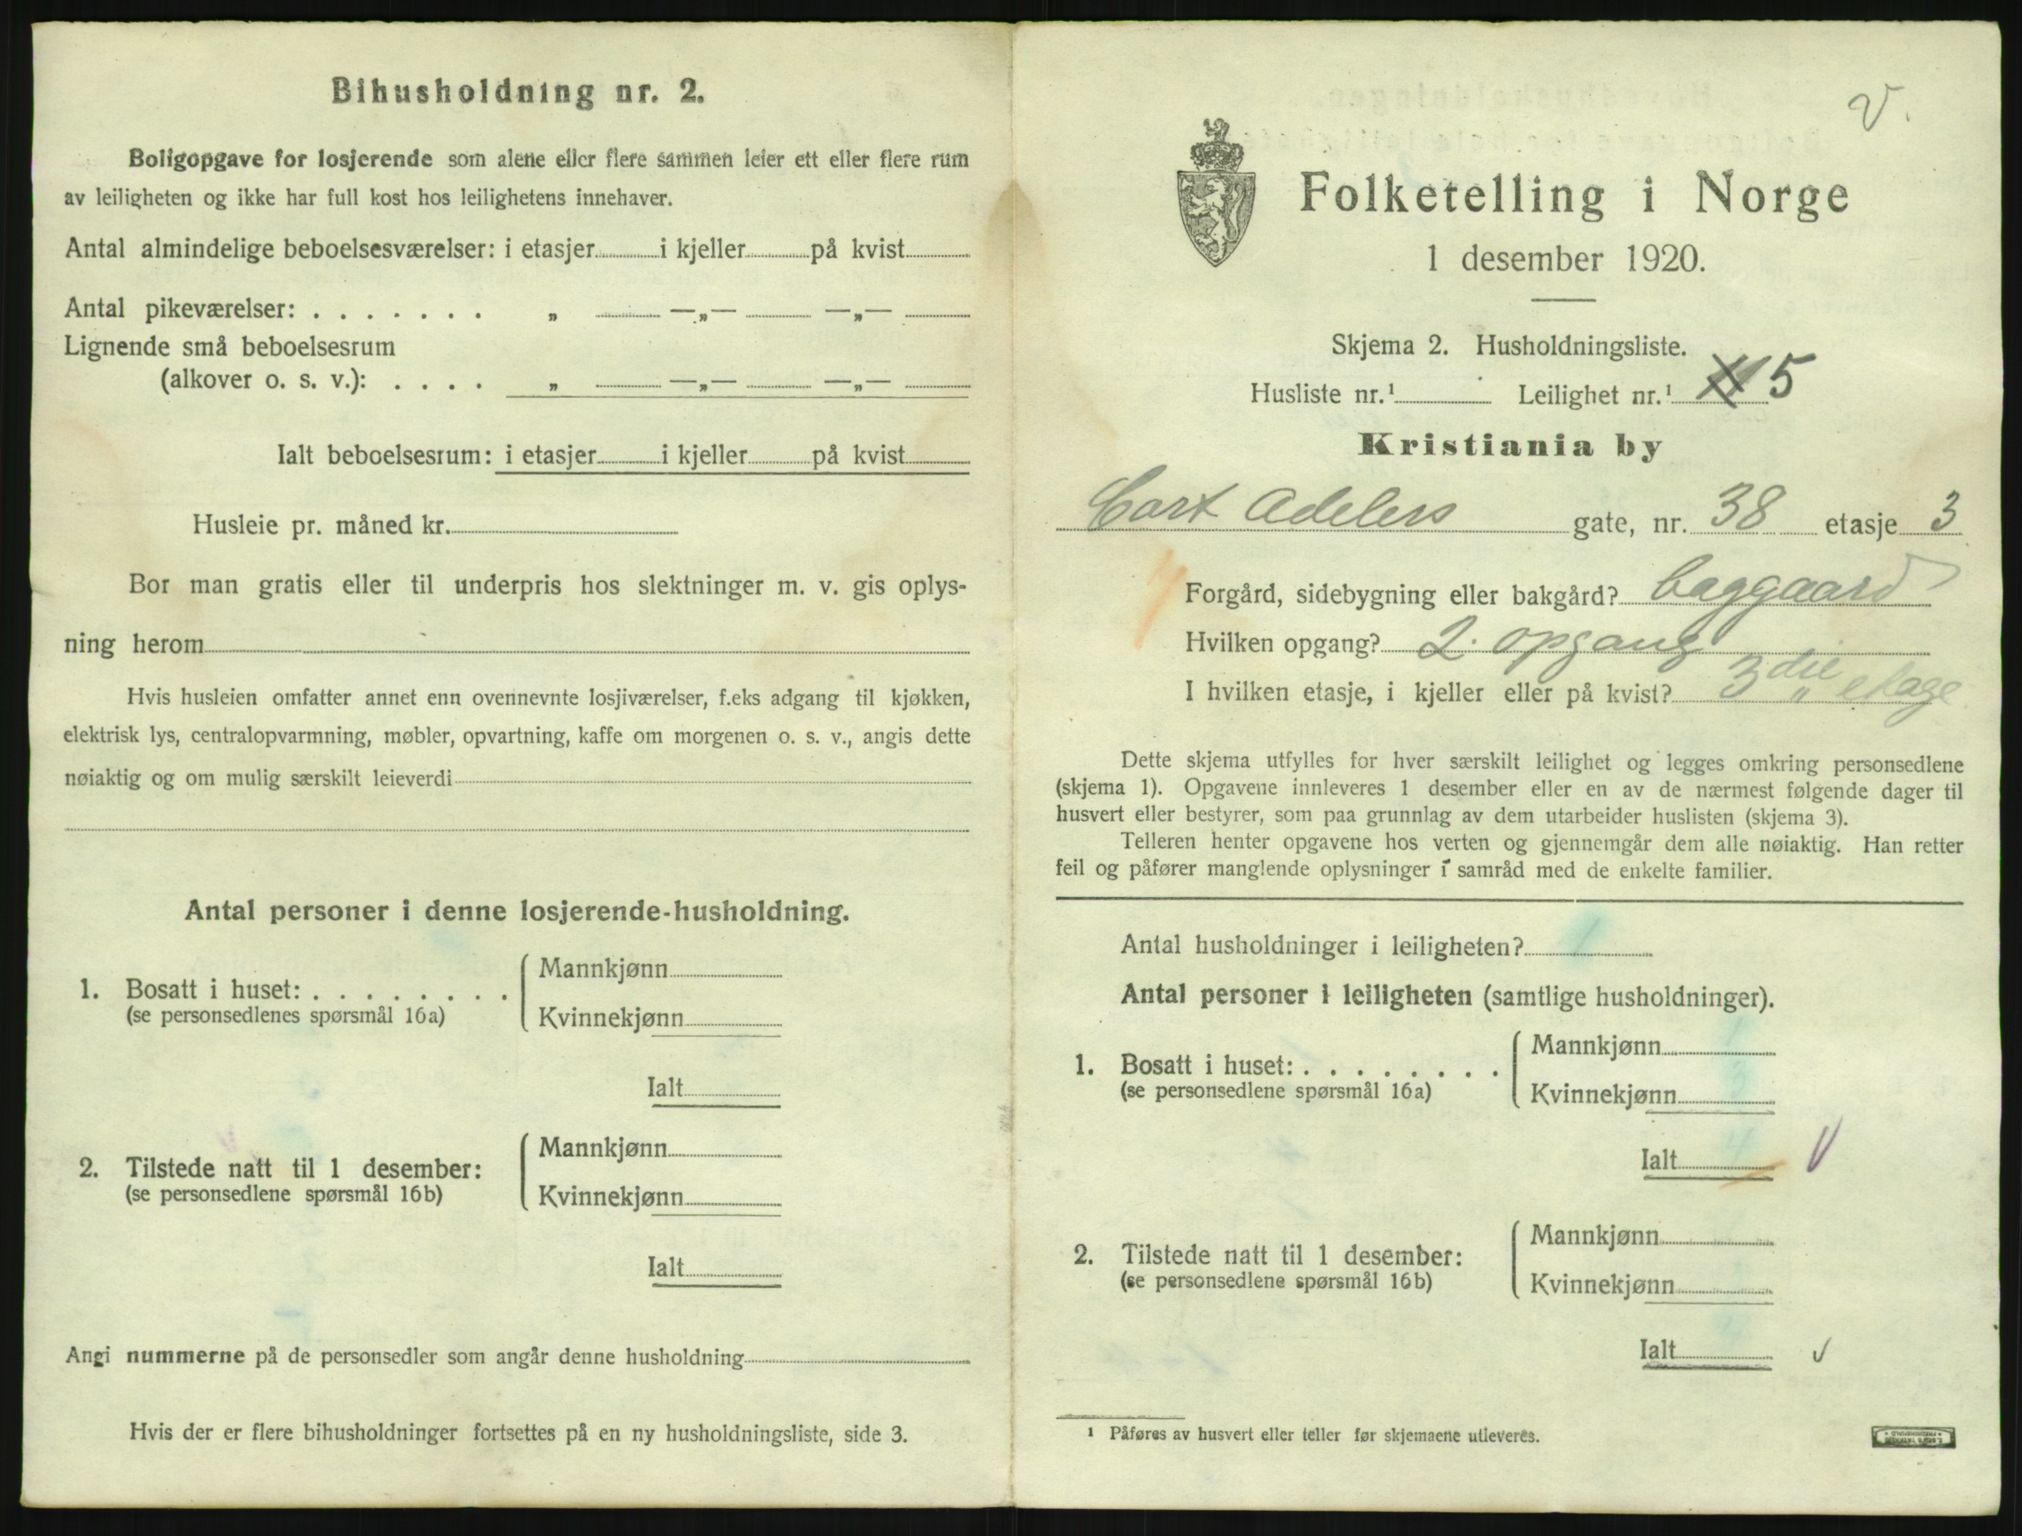 Bihusholdning nr. 2.
Boligopgave for losjerende som alene eller flere sammen leier ett eller flere rum
av leiligheten og ikke har full kost hos leilighetens innehaver.
Antal almindelige beboelsesværelser: i etasjer i kjeller på kvist
Antal pikeværelser: . . . . . . . „ —„— —„—
Lignende små beboelsesrum
(alkover o. s. v.): . . . . „ —„— —„—
Ialt beboelsesrum: i etasjer i kjeller på kvist
Husleie pr. måned kr.
Bor man gratis eller til underpris hos slektninger m. v. gis oplys-
ning herom
Hvis husleien omfatter annet enn ovennevnte losjiværelser, f.eks adgang til kjøkken,
elektrisk lys, centralopvarmning, møbler, opvartning, kaffe om morgenen o. s. v., angis dette
nøiaktig og om mulig særskilt leieverdi
Antal personer i denne losjerende-husholdning.
1. Bosatt i huset: . . . . . . . .
(se personsedlenes spørsmål 16a)
Mannkjønn
Kvinnekjønn
Ialt
2. Tilstede natt til 1 desember:
(se personsedlene spørsmål 16b)
Mannkjønn
Kvinnekjønn
Ialt
Angi nummerne på de personsedler som angår denne husholdning
Hvis der er flere bihusholdninger fortsettes på en ny husholdningsliste, side 3.
V.
Folketelling i Norge
1 desember 1920.
Skjema 2. Husholdningsliste.
Husliste nr.¹ Leilighet nr.¹ 5
Kristiania by
Cort Adelers gate, nr. 38 etasje 3
Forgård, sidebygning eller bakgård? baggaard
Hvilken opgang? 2. opgang
I hvilken etasje, i kjeller eller på kvist? 3die etage
Dette skjema utfylles for hver særskilt leilighet og legges omkring personsedlene
(skjema 1). Opgavene innleveres 1 desember eller en av de nærmest følgende dager til
husvert eller bestyrer, som paa grunnlag av dem utarbeider huslisten (skjema 3).
Telleren henter opgavene hos verten og gjennemgår dem alle nøiaktig. Han retter
feil og påfører manglende oplysninger i samråd med de enkelte familier.
Antal husholdninger i leiligheten? 1
Antal personer i leiligheten (samtlige husholdninger).
1. Bosatt i huset: . . . . . . . .
(se personsedlene spørsmål 16a)
Mannkjønn 1
Kvinnekjønn 3
Ialt 4 V
2. Tilstede natt til 1 desember:
(se personsedlene spørsmål 16b)
Mannkjønn
Kvinnekjønn
Ialt
¹ Påføres av husvert eller teller før skjemaene utleveres.